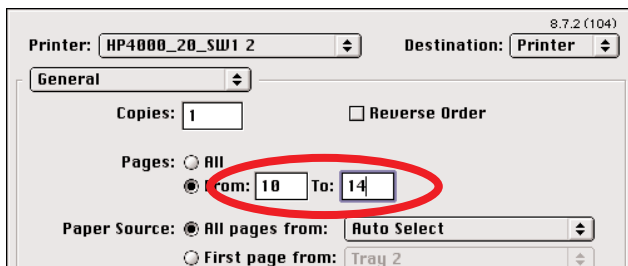 8.7.2 (104)
Printer: HP4000_20_SW1 2 Destination: Printer
General
Copies: 1 Reverse Order
Pages: All
From: 10 To: 14
Paper Source: All pages from: Auto Select
First page from: Tray 2